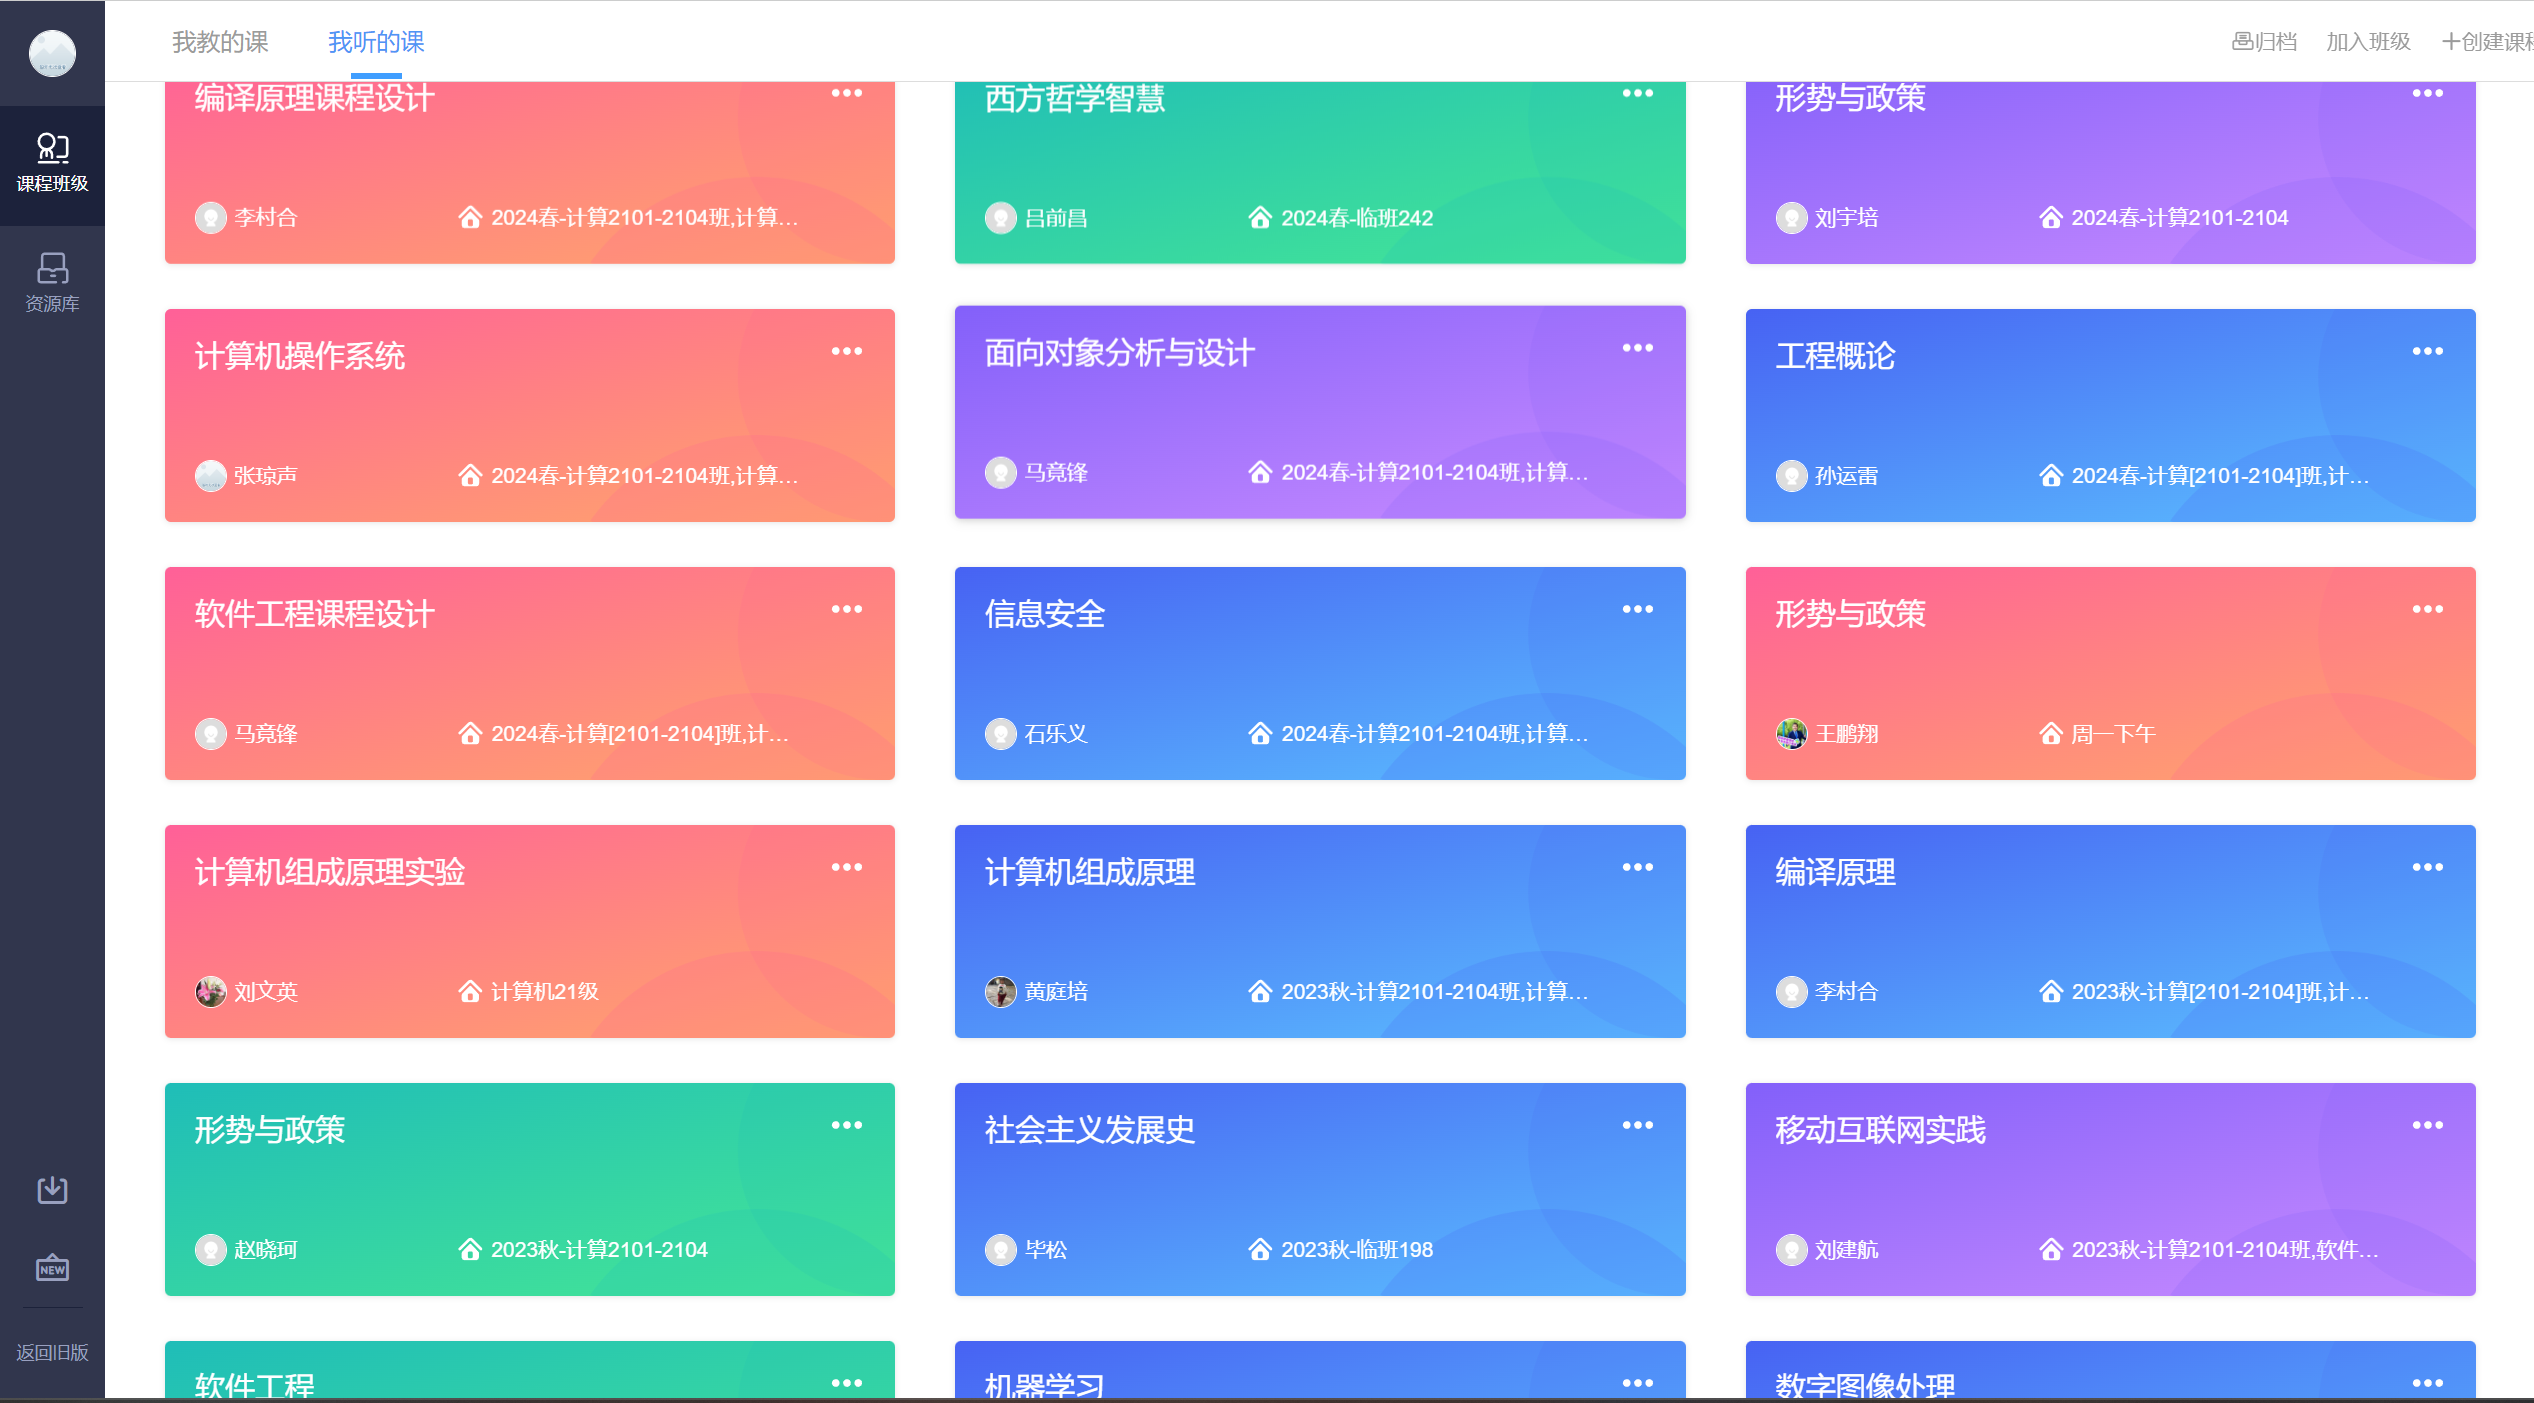 我教的课
我听的课
归档
加入班级
创建课程
课程班级
资源库
NEW
返回旧版
编译原理课程设计
李村合
2024春-计算2101-2104班,计算...
西方哲学智慧
吕前昌
2024春-临班242
形势与政策
刘宇培
2024春-计算2101-2104
计算机操作系统
张琼声
2024春-计算2101-2104班,计算...
面向对象分析与设计
马竞锋
2024春-计算2101-2104班,计算...
工程概论
孙运雷
2024春-计算[2101-2104]班,计...
软件工程课程设计
马竞锋
2024春-计算[2101-2104]班,计...
信息安全
石乐义
2024春-计算2101-2104班,计算...
形势与政策
王鹏翔
周一下午
计算机组成原理实验
刘文英
计算机21级
计算机组成原理
黄庭培
2023秋-计算2101-2104班,计算...
编译原理
李村合
2023秋-计算[2101-2104]班,计...
形势与政策
赵晓珂
2023秋-计算2101-2104
社会主义发展史
毕松
2023秋-临班198
移动互联网实践
刘建航
2023秋-计算2101-2104班,软件...
软件工程
机器学习
数字图像处理